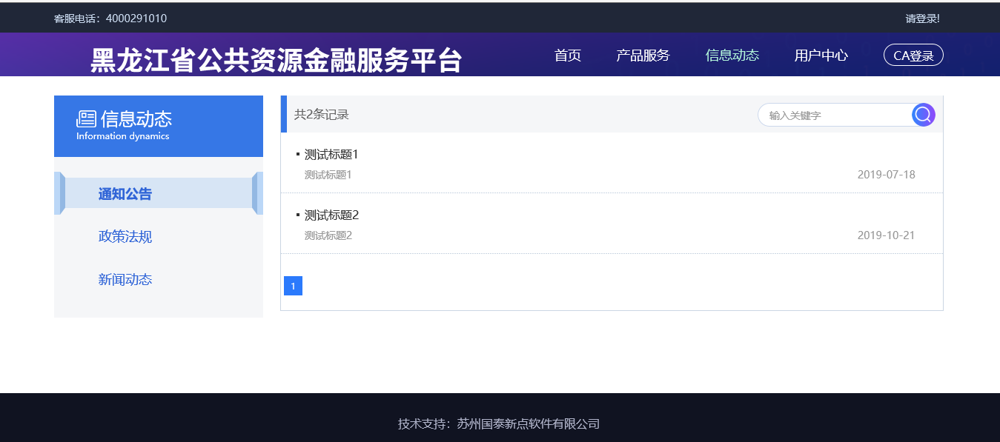 客服电话：4000291010
请登录!
黑龙江省公共资源金融服务平台
首页
产品服务
信息动态
用户中心
CA登录
信息动态
Information dynamics
通知公告
政策法规
新闻动态
共2条记录
输入关键字
测试标题1
测试标题1
2019-07-18
测试标题2
测试标题2
2019-10-21
1
技术支持：苏州国泰新点软件有限公司